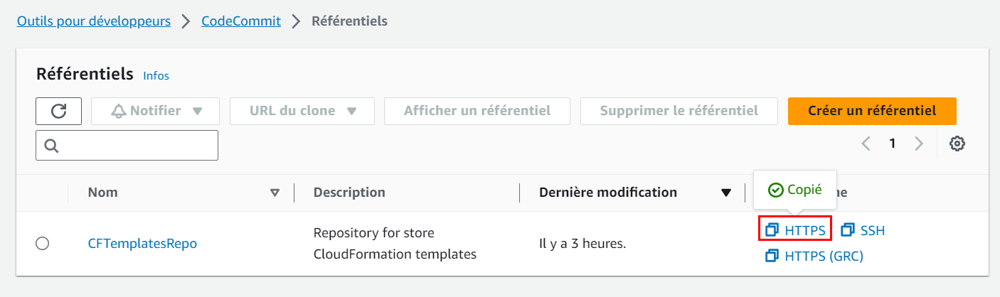 Outils pour développeurs > CodeCommit > Référentiels
Référentiels Infos
Notifier URL du clone Afficher un référentiel Supprimer le référentiel Créer un référentiel
1
Copié
Nom Description Dernière modification
Repository for store
CFTemplatesRepo Il y a 3 heures. HTTPS SSH
CloudFormation templates
HTTPS (GRC)